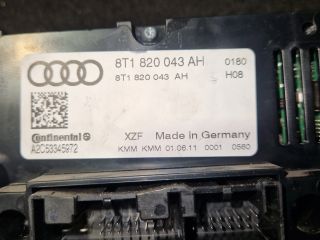 8T1 820 043 AH 0180
8T1 820 043 AH H08
Continental
XZF Made in Germany
A2C53345972
KMM KMM 01.06.11 0001 0560